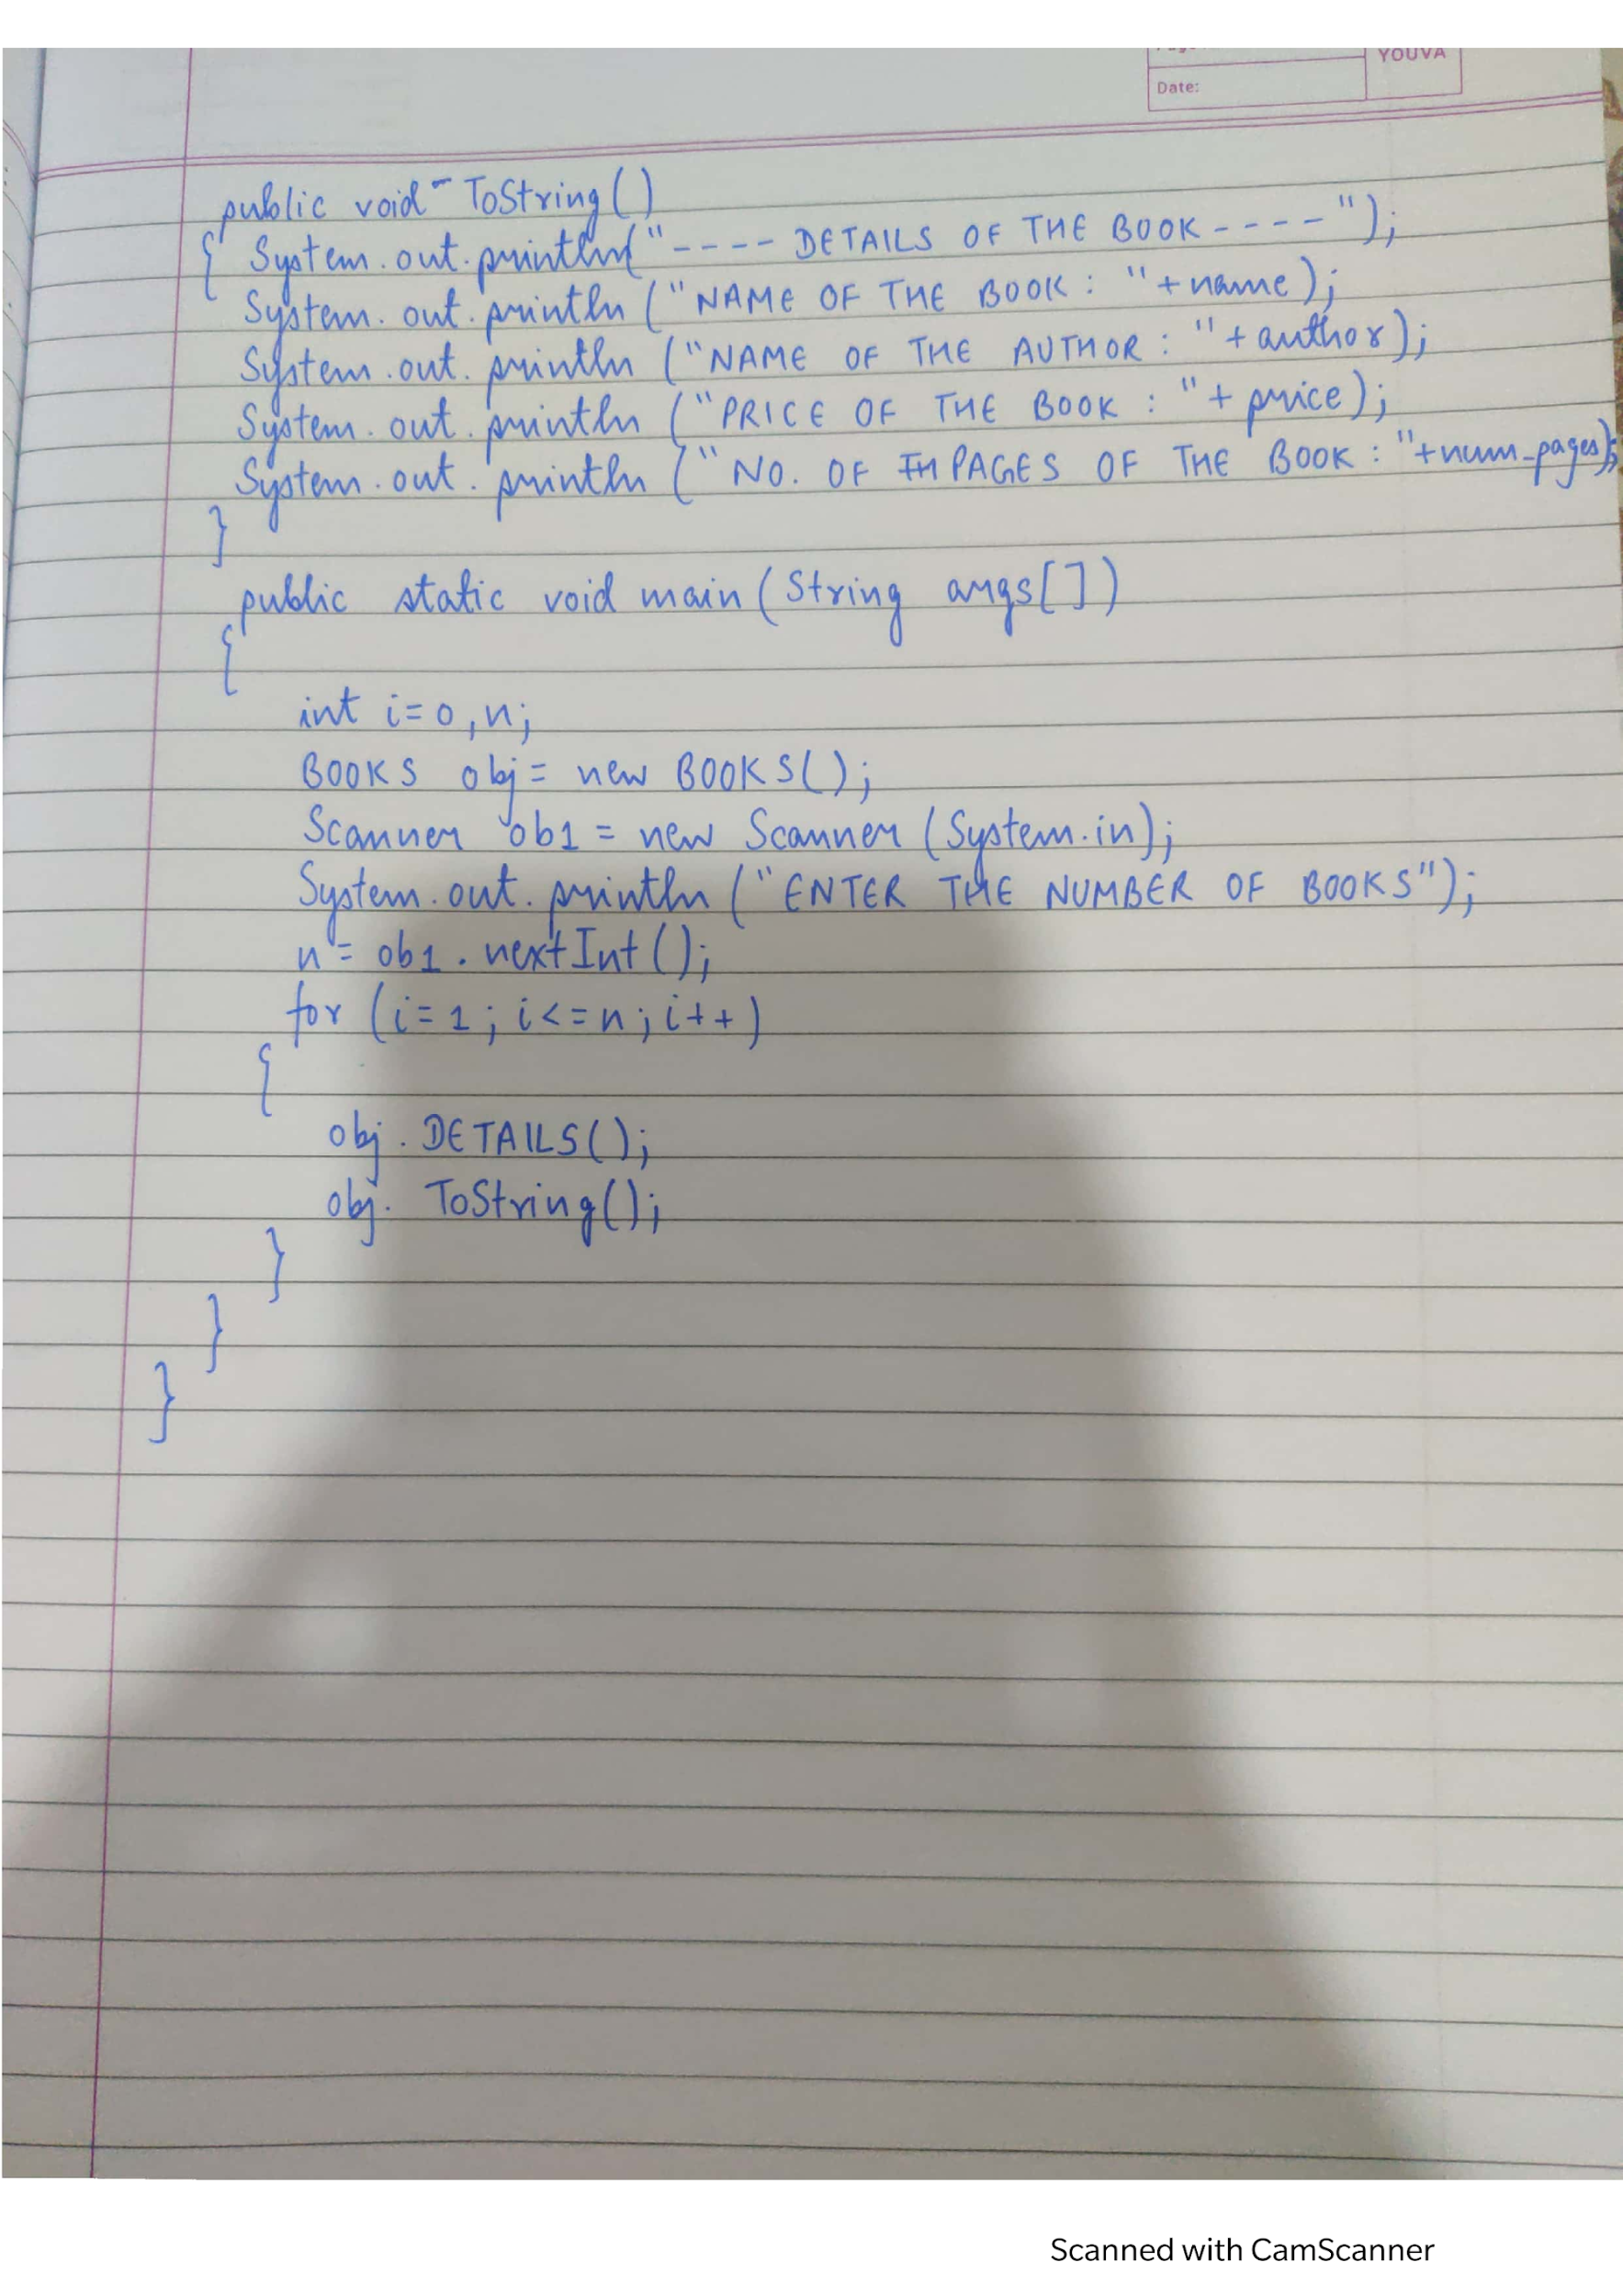 YOUVA
Date:
public void ToString()
{ System.out.println("---- DETAILS OF THE BOOK ----");
System.out.println ("NAME OF THE BOOK : "+name);
System.out.println ("NAME OF THE AUTHOR : "+author);
System.out.println ("PRICE OF THE BOOK : "+ price);
System.out.println ("NO. OF PAGES OF THE BOOK : "+num_pages);
}
public static void main(String args[])
{
int i=0,n;
BOOKS obj= new BOOKS();
Scanner ob1 = new Scanner (System.in);
System.out.println ("ENTER THE NUMBER OF BOOKS");
n = ob1.nextInt();
for (i=1; i<=n; i++)
{
obj.DETAILS();
obj. ToString();
}
}
}
Scanned with CamScanner